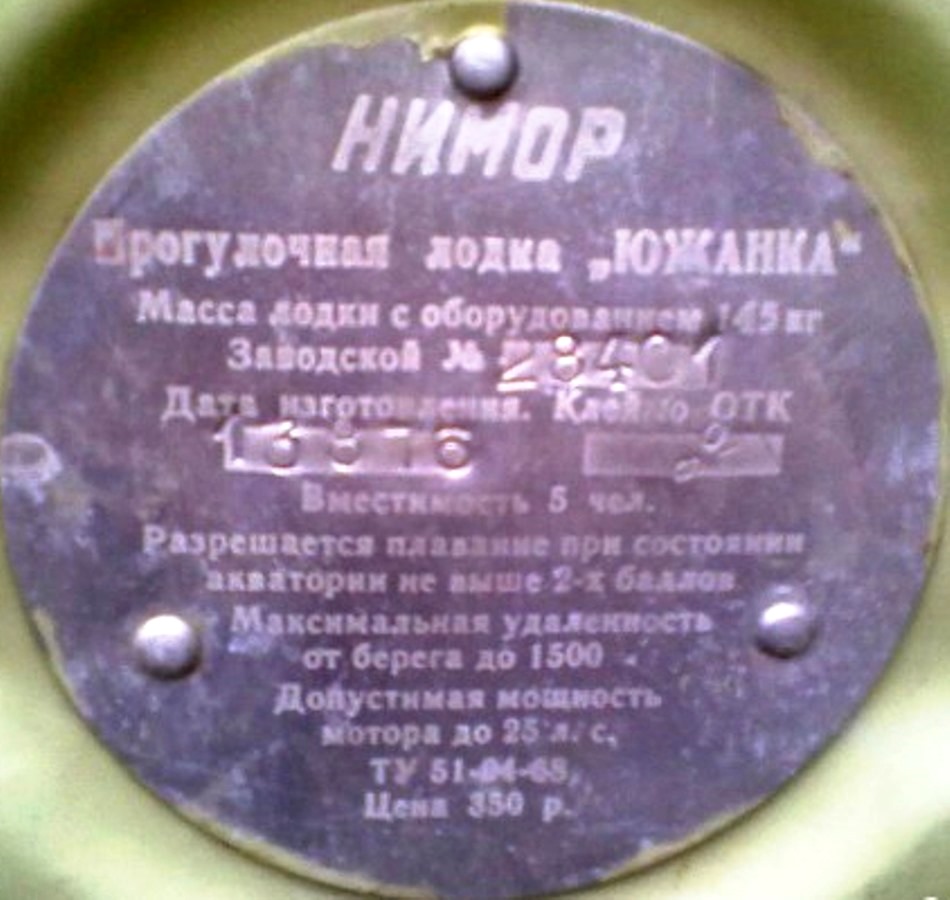 НИМОР
Прогулочная лодка „ЮЖАНКА“
Масса лодки с оборудованием 145 кг
Заводской № 28401
Дата изготовления. Клеймо ОТК
Вместимость 5 чел.
Разрешается плавание при состоянии
акватории не выше 2-х баллов
Максимальная удаленность
от берега до 1500
Допустимая мощность
мотора до 25 л. с.
ТУ 51-04-68
Цена 350 р.